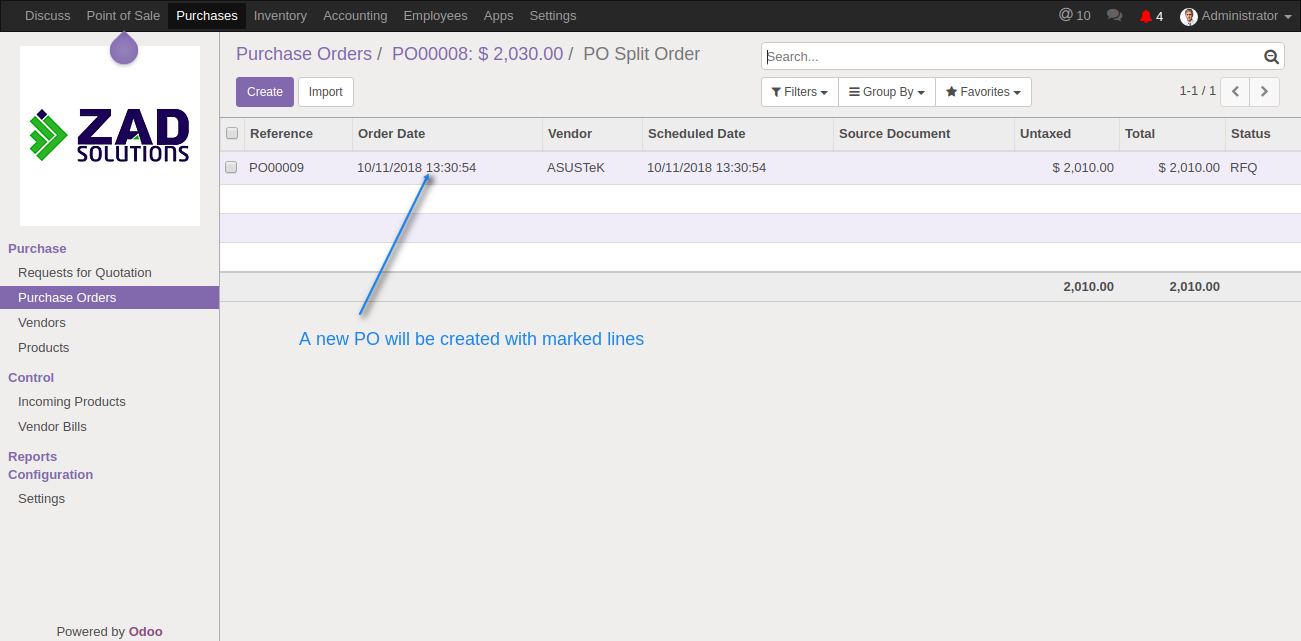 Discuss Point of Sale Purchases Inventory Accounting Employees Apps Settings @ 10 4 Administrator
ZAD
SOLUTIONS
Purchase
Requests for Quotation
Purchase Orders
Vendors
Products
Control
Incoming Products
Vendor Bills
Reports
Configuration
Settings
Powered by Odoo
Purchase Orders / PO00008: $ 2,030.00 / PO Split Order
Search...
Create Import
Filters Group By Favorites 1-1 / 1
Reference Order Date Vendor Scheduled Date Source Document Untaxed Total Status
PO00009 10/11/2018 13:30:54 ASUSTeK 10/11/2018 13:30:54 $ 2,010.00 $ 2,010.00 RFQ
2,010.00 2,010.00
A new PO will be created with marked lines